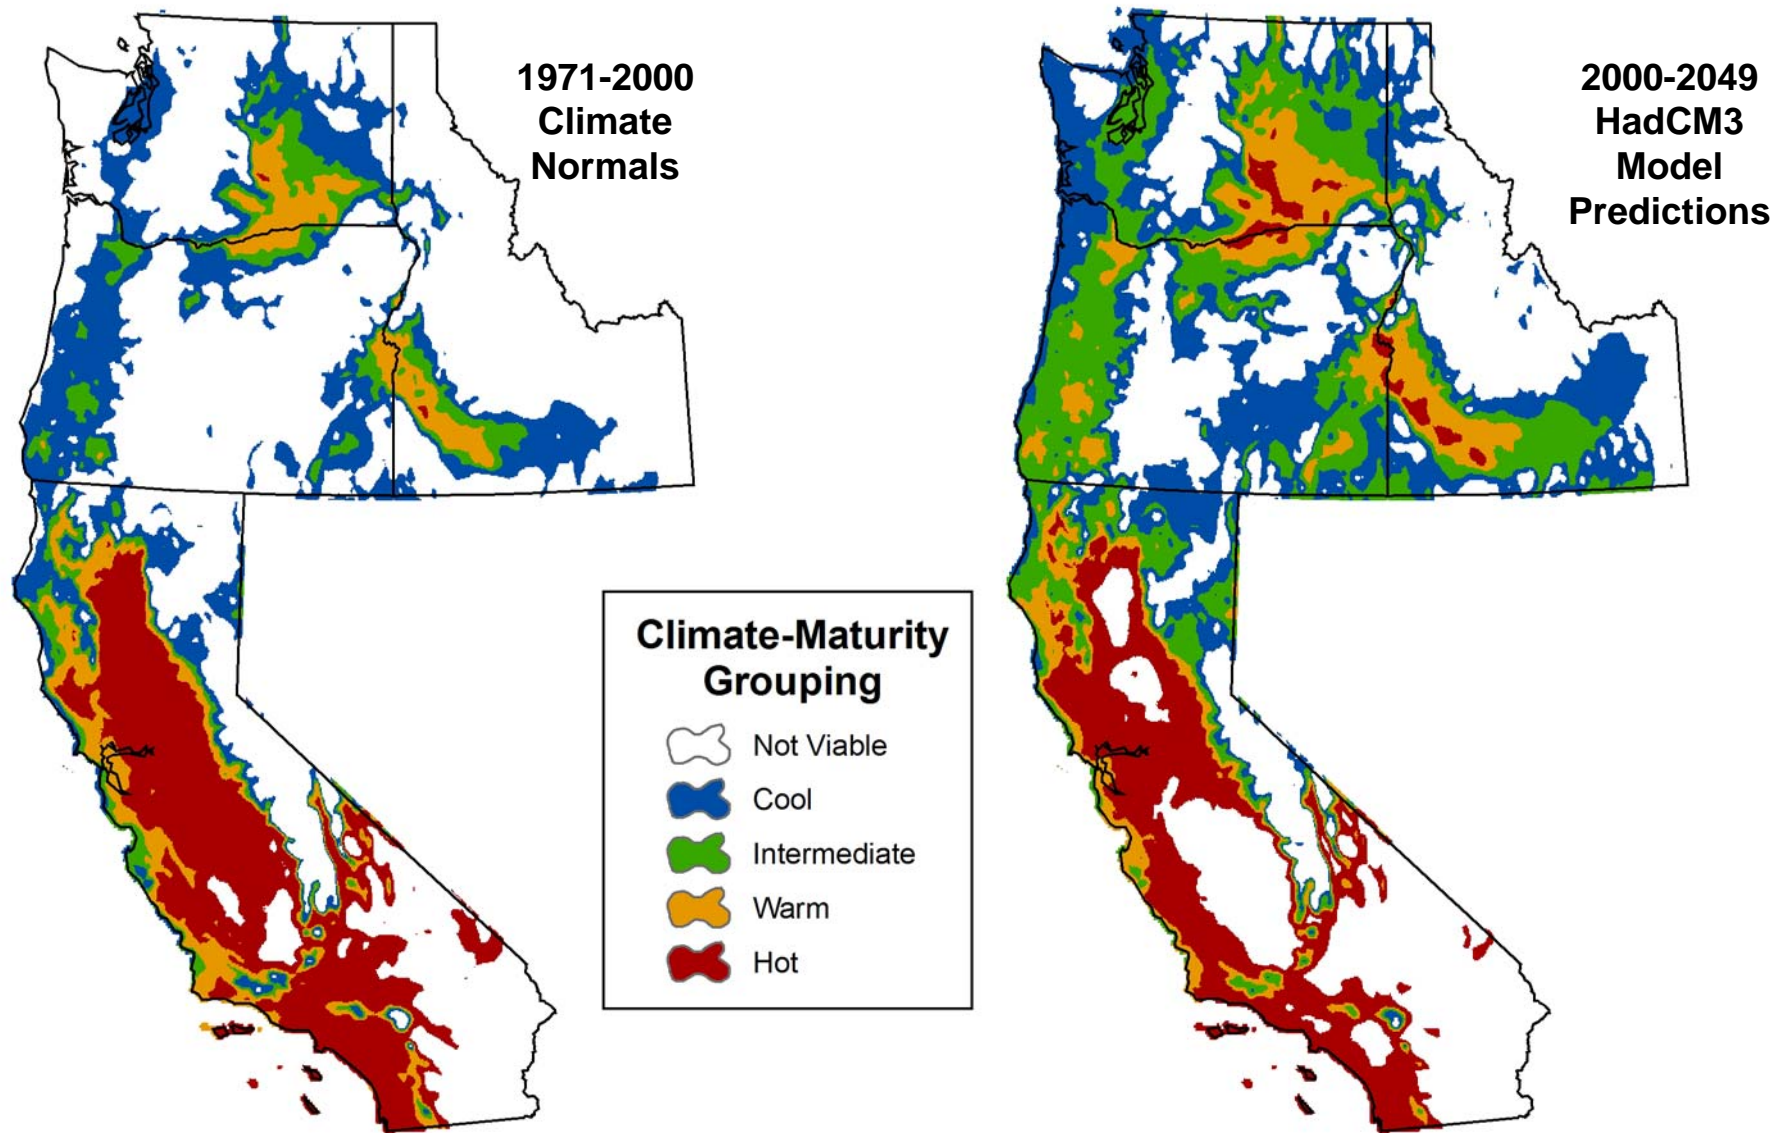 1971-2000
Climate
Normals
2000-2049
HadCM3
Model
Predictions
Climate-Maturity
Grouping
Not Viable
Cool
Intermediate
Warm
Hot